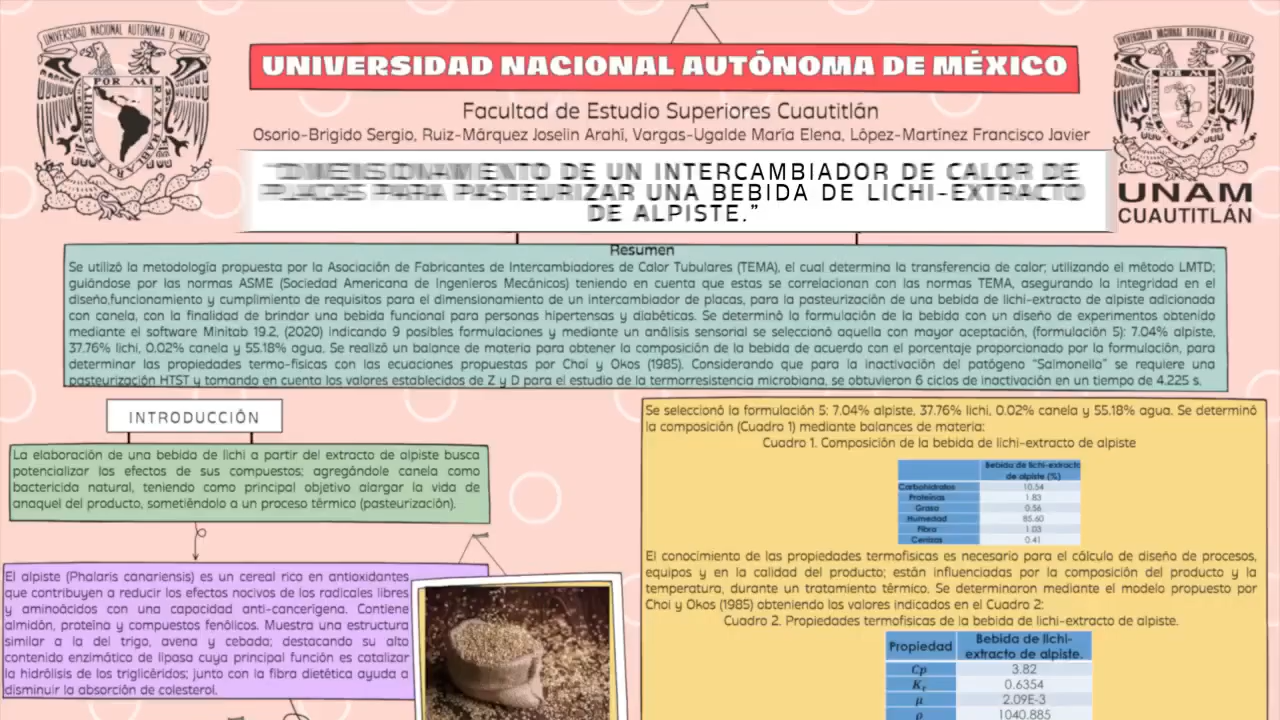 UNIVERSIDAD NACIONAL AUTÓNOMA DE MÉXICO
Facultad de Estudio Superiores Cuautitlán
Osorio-Brigido Sergio, Ruiz-Márquez Joselin Arahí, Vargas-Ugalde María Elena, López-Martínez Francisco Javier
"DIMENSIONAMIENTO DE UN INTERCAMBIADOR DE CALOR DE
PLACAS PARA PASTEURIZAR UNA BEBIDA DE LICHI-EXTRACTO
DE ALPISTE."
UNAM
CUAUTITLÁN
Resumen
Se utilizó la metodología propuesta por la Asociación de Fabricantes de Intercambiadores de Calor Tubulares (TEMA), el cual determina la transferencia de calor; utilizando el método LMTD;
guiándose por las normas ASME (Sociedad Americana de Ingenieros Mecánicos) teniendo en cuenta que estas se correlacionan con las normas TEMA, asegurando la integridad en el
diseño,funcionamiento y cumplimiento de requisitos para el dimensionamiento de un intercambiador de placas, para la pasteurización de una bebida de lichi-extracto de alpiste adicionada
con canela, con la finalidad de brindar una bebida funcional para personas hipertensas y diabéticas. Se determinó la formulación de la bebida con un diseño de experimentos obtenido
mediante el software Minitab 19.2, (2020) indicando 9 posibles formulaciones y mediante un análisis sensorial se seleccionó aquella con mayor aceptación, (formulación 5): 7.04% alpiste,
37.76% lichi, 0.02% canela y 55.18% agua. Se realizó un balance de materia para obtener la composición de la bebida de acuerdo con el porcentaje proporcionado por la formulación, para
determinar las propiedades termo-físicas con las ecuaciones propuestas por Choi y Okos (1985). Considerando que para la inactivación del patógeno "Salmonella" se requiere una
pasteurización HTST y tomando en cuenta los valores establecidos de Z y D para el estudio de la termorresistencia microbiana, se obtuvieron 6 ciclos de inactivación en un tiempo de 4.225 s.
INTRODUCCIÓN
La elaboración de una bebida de lichi a partir del extracto de alpiste busca
potencializar los efectos de sus compuestos; agregándole canela como
bactericida natural, teniendo como principal objetivo alargar la vida de
anaquel del producto, sometiéndolo a un proceso térmico (pasteurización).
El alpiste (Phalaris canariensis) es un cereal rico en antioxidantes
que contribuyen a reducir los efectos nocivos de los radicales libres
y aminoácidos con una capacidad anti-cancerígena. Contiene
almidón, proteína y compuestos fenólicos. Muestra una estructura
similar a la del trigo, avena y cebada; destacando su alto
contenido enzimático de lipasa cuya principal función es catalizar
la hidrólisis de los triglicéridos; junto con la fibra dietética ayuda a
disminuir la absorción de colesterol.
Se seleccionó la formulación 5: 7.04% alpiste, 37.76% lichi, 0.02% canela y 55.18% agua. Se determinó
la composición (Cuadro 1) mediante balances de materia:
Cuadro 1. Composición de la bebida de lichi-extracto de alpiste
Bebida de lichi-extracto
de alpiste (%)
Carbohidratos 10.54
Proteínas 1.83
Grasa 0.56
Humedad 85.60
Fibra 1.03
Cenizas 0.41
El conocimiento de las propiedades termofísicas es necesario para el cálculo de diseño de procesos,
equipos y en la calidad del producto; están influenciadas por la composición del producto y la
temperatura, durante un tratamiento térmico. Se determinaron mediante el modelo propuesto por
Choi y Okos (1985) obteniendo los valores indicados en el Cuadro 2:
Cuadro 2. Propiedades termofísicas de la bebida de lichi-extracto de alpiste.
Propiedad Bebida de lichi-
extracto de alpiste.
Cp 3.82
K 0.6354
μ 2.09E-3
ρ 1040.885